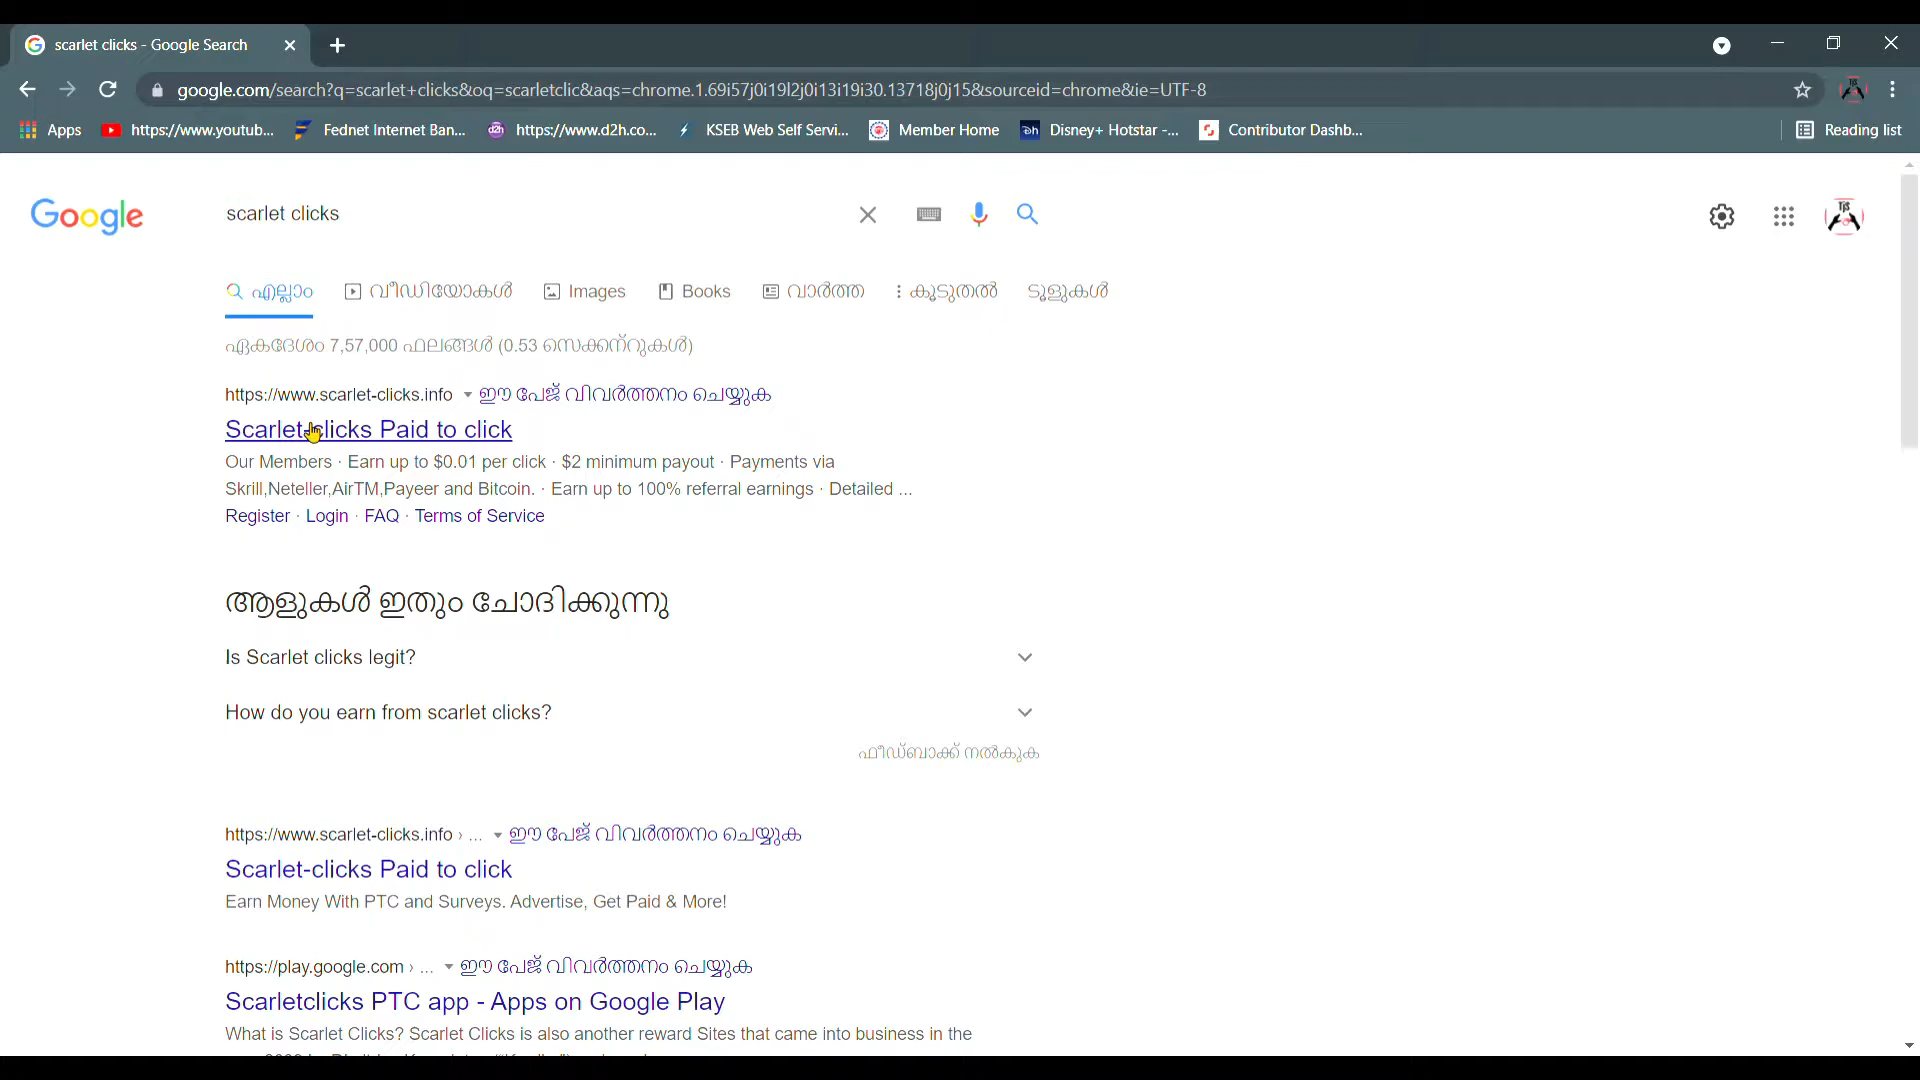 scarlet clicks - Google Search
google.com/search?q=scarlet+clicks&oq=scarletclic&aqs=chrome.1.69i57j0i19l2j0i13i19i30.13718j0j15&sourceid=chrome&ie=UTF-8
Apps https://www.youtub... Fednet Internet Ban... d2h https://www.d2h.co... KSEB Web Self Servi... Member Home Disney+ Hotstar -... Contributor Dashb... Reading list
Google scarlet clicks
എല്ലാം വീഡിയോകൾ Images Books വാർത്ത കൂടുതൽ ടൂളുകൾ
ഏകദേശം 7,57,000 ഫലങ്ങൾ (0.53 സെക്കന്റുകൾ)
https://www.scarlet-clicks.info ഈ പേജ് വിവർത്തനം ചെയ്യുക
Scarlet-clicks Paid to click
Our Members · Earn up to $0.01 per click · $2 minimum payout · Payments via
Skrill,Neteller,AirTM,Payeer and Bitcoin. · Earn up to 100% referral earnings · Detailed ...
Register · Login · FAQ · Terms of Service
ആളുകൾ ഇതും ചോദിക്കുന്നു
Is Scarlet clicks legit?
How do you earn from scarlet clicks?
ഫീഡ്ബാക്ക് നൽകുക
https://www.scarlet-clicks.info › ... ഈ പേജ് വിവർത്തനം ചെയ്യുക
Scarlet-clicks Paid to click
Earn Money With PTC and Surveys. Advertise, Get Paid & More!
https://play.google.com › ... ഈ പേജ് വിവർത്തനം ചെയ്യുക
Scarletclicks PTC app - Apps on Google Play
What is Scarlet Clicks? Scarlet Clicks is also another reward Sites that came into business in the